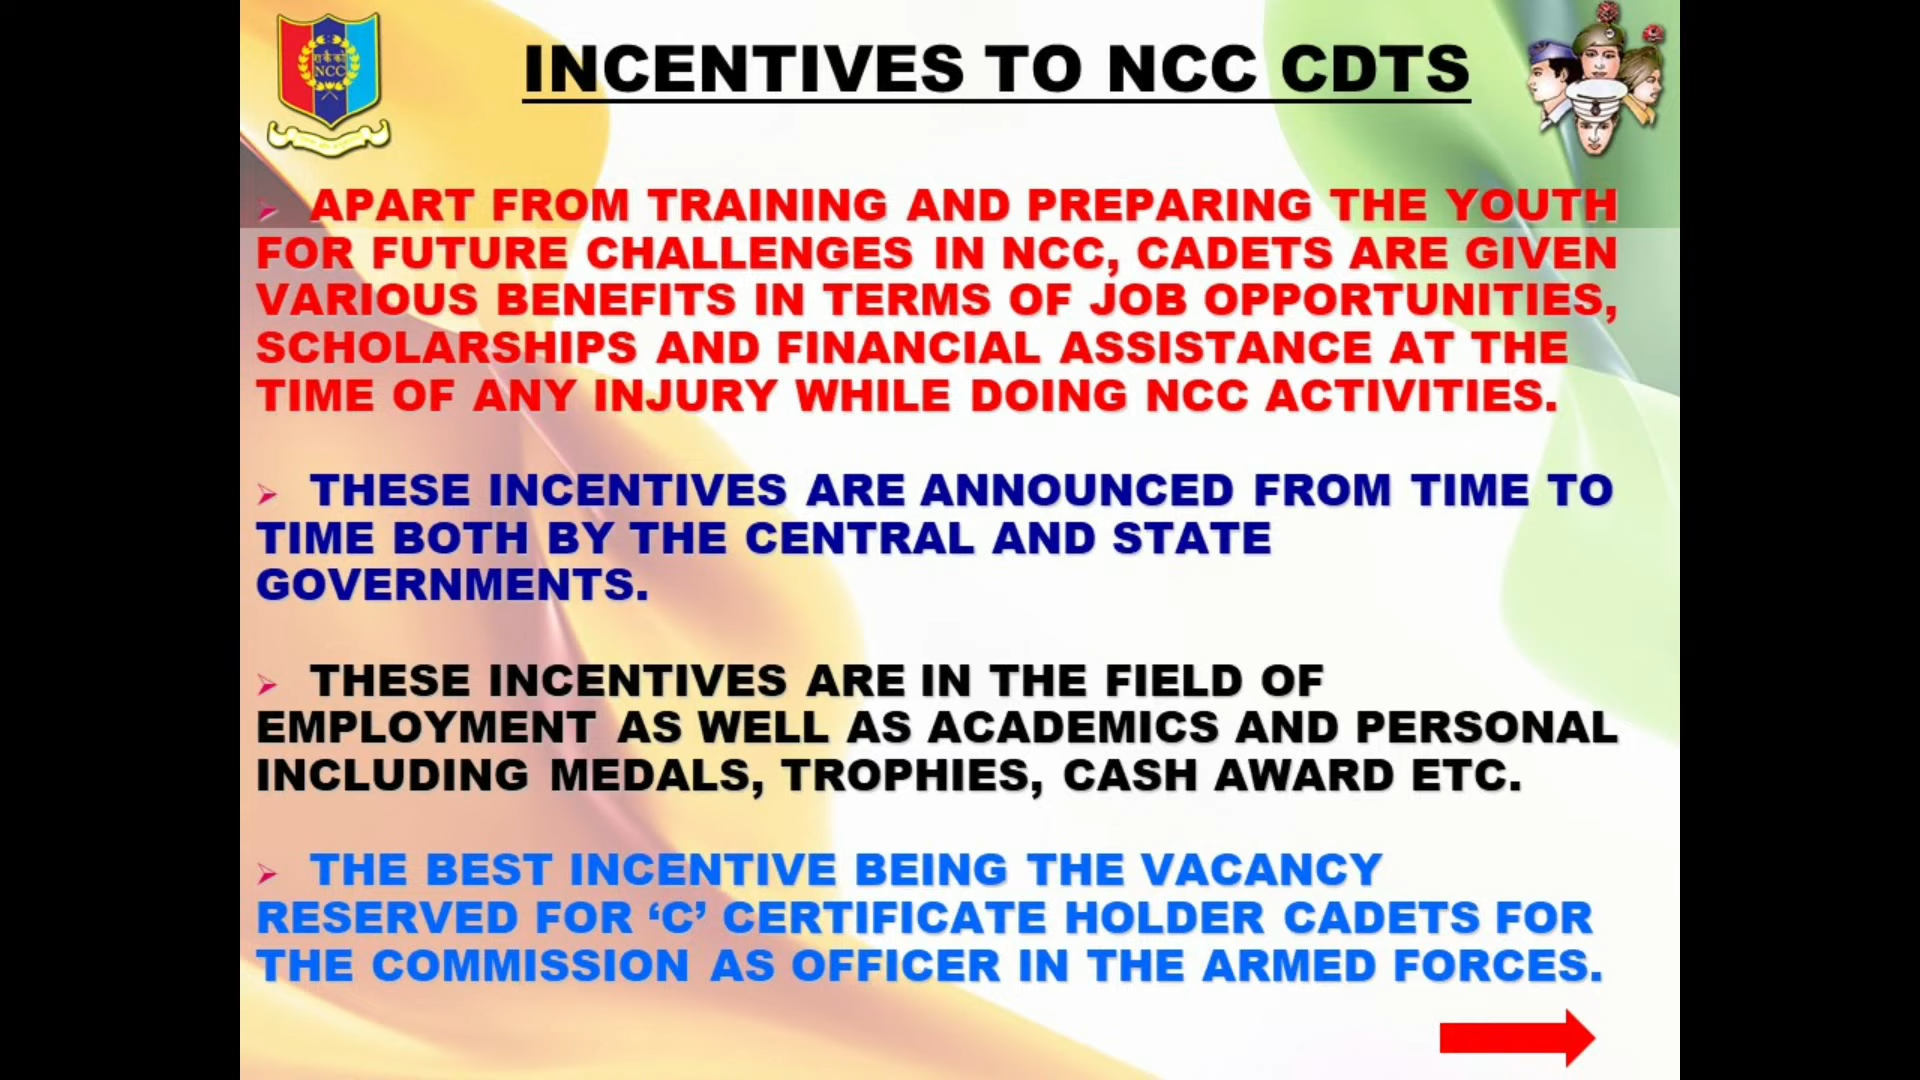 रा कै को
NCC
INCENTIVES TO NCC CDTS
APART FROM TRAINING AND PREPARING THE YOUTH
FOR FUTURE CHALLENGES IN NCC, CADETS ARE GIVEN
VARIOUS BENEFITS IN TERMS OF JOB OPPORTUNITIES,
SCHOLARSHIPS AND FINANCIAL ASSISTANCE AT THE
TIME OF ANY INJURY WHILE DOING NCC ACTIVITIES.
THESE INCENTIVES ARE ANNOUNCED FROM TIME TO
TIME BOTH BY THE CENTRAL AND STATE
GOVERNMENTS.
THESE INCENTIVES ARE IN THE FIELD OF
EMPLOYMENT AS WELL AS ACADEMICS AND PERSONAL
INCLUDING MEDALS, TROPHIES, CASH AWARD ETC.
THE BEST INCENTIVE BEING THE VACANCY
RESERVED FOR ‘C’ CERTIFICATE HOLDER CADETS FOR
THE COMMISSION AS OFFICER IN THE ARMED FORCES.